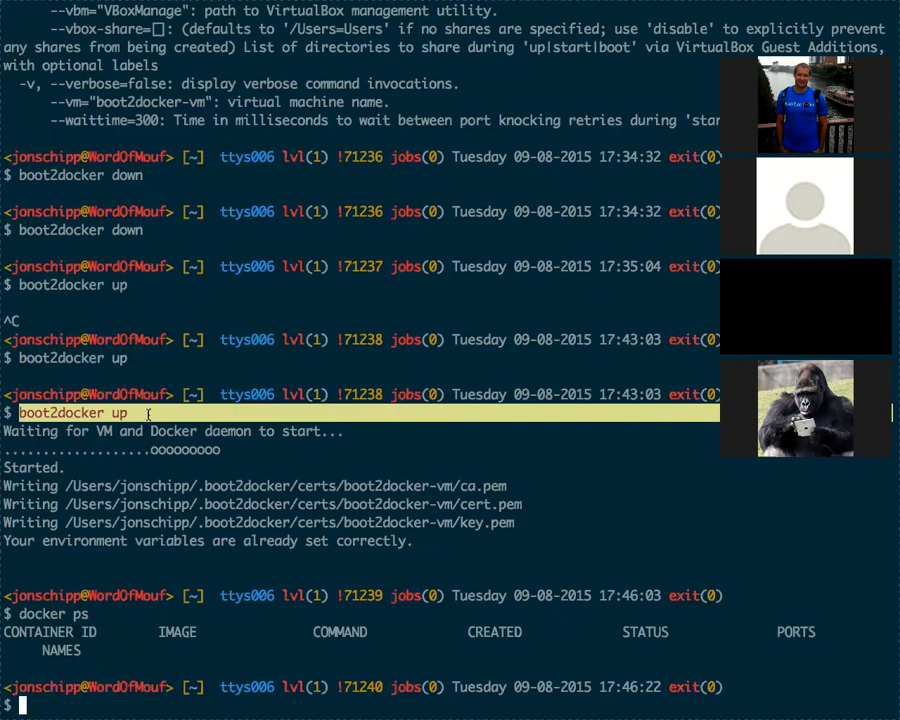 --vbm="VBoxManage": path to VirtualBox management utility.
--vbox-share=[]: (defaults to '/Users=Users' if no shares are specified; use 'disable' to explicitly prevent
any shares from being created) List of directories to share during 'up|start|boot' via VirtualBox Guest Additions,
with optional labels
-v, --verbose=false: display verbose command invocations.
--vm="boot2docker-vm": virtual machine name.
--waittime=300: Time in milliseconds to wait between port knocking retries during 'star
<jonschipp@WordOfMouf> [~] ttys006 lvl(1) !71236 jobs(0) Tuesday 09-08-2015 17:34:32 exit(0)
$ boot2docker down
<jonschipp@WordOfMouf> [~] ttys006 lvl(1) !71236 jobs(0) Tuesday 09-08-2015 17:34:32 exit(0)
$ boot2docker down
<jonschipp@WordOfMouf> [~] ttys006 lvl(1) !71237 jobs(0) Tuesday 09-08-2015 17:35:04 exit(0)
$ boot2docker up
^C
<jonschipp@WordOfMouf> [~] ttys006 lvl(1) !71238 jobs(0) Tuesday 09-08-2015 17:43:03 exit(0)
$ boot2docker up
<jonschipp@WordOfMouf> [~] ttys006 lvl(1) !71238 jobs(0) Tuesday 09-08-2015 17:43:03 exit(0)
$ boot2docker up
Waiting for VM and Docker daemon to start...
...................ooooooooo
Started.
Writing /Users/jonschipp/.boot2docker/certs/boot2docker-vm/ca.pem
Writing /Users/jonschipp/.boot2docker/certs/boot2docker-vm/cert.pem
Writing /Users/jonschipp/.boot2docker/certs/boot2docker-vm/key.pem
Your environment variables are already set correctly.
<jonschipp@WordOfMouf> [~] ttys006 lvl(1) !71239 jobs(0) Tuesday 09-08-2015 17:46:03 exit(0)
$ docker ps
CONTAINER ID IMAGE COMMAND CREATED STATUS PORTS
NAMES
<jonschipp@WordOfMouf> [~] ttys006 lvl(1) !71240 jobs(0) Tuesday 09-08-2015 17:46:22 exit(0)
$